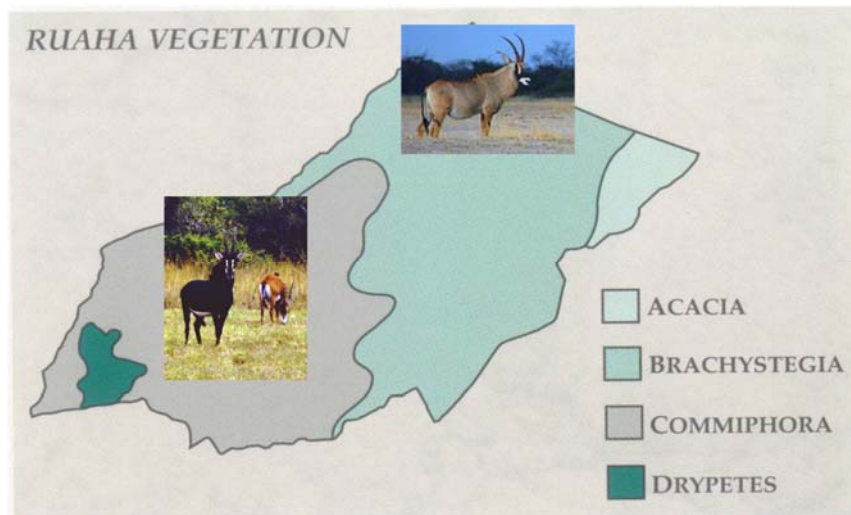 RUAHA VEGETATION
ACACIA
BRACHYSTEGIA
COMMIPHORA
DRYPETES